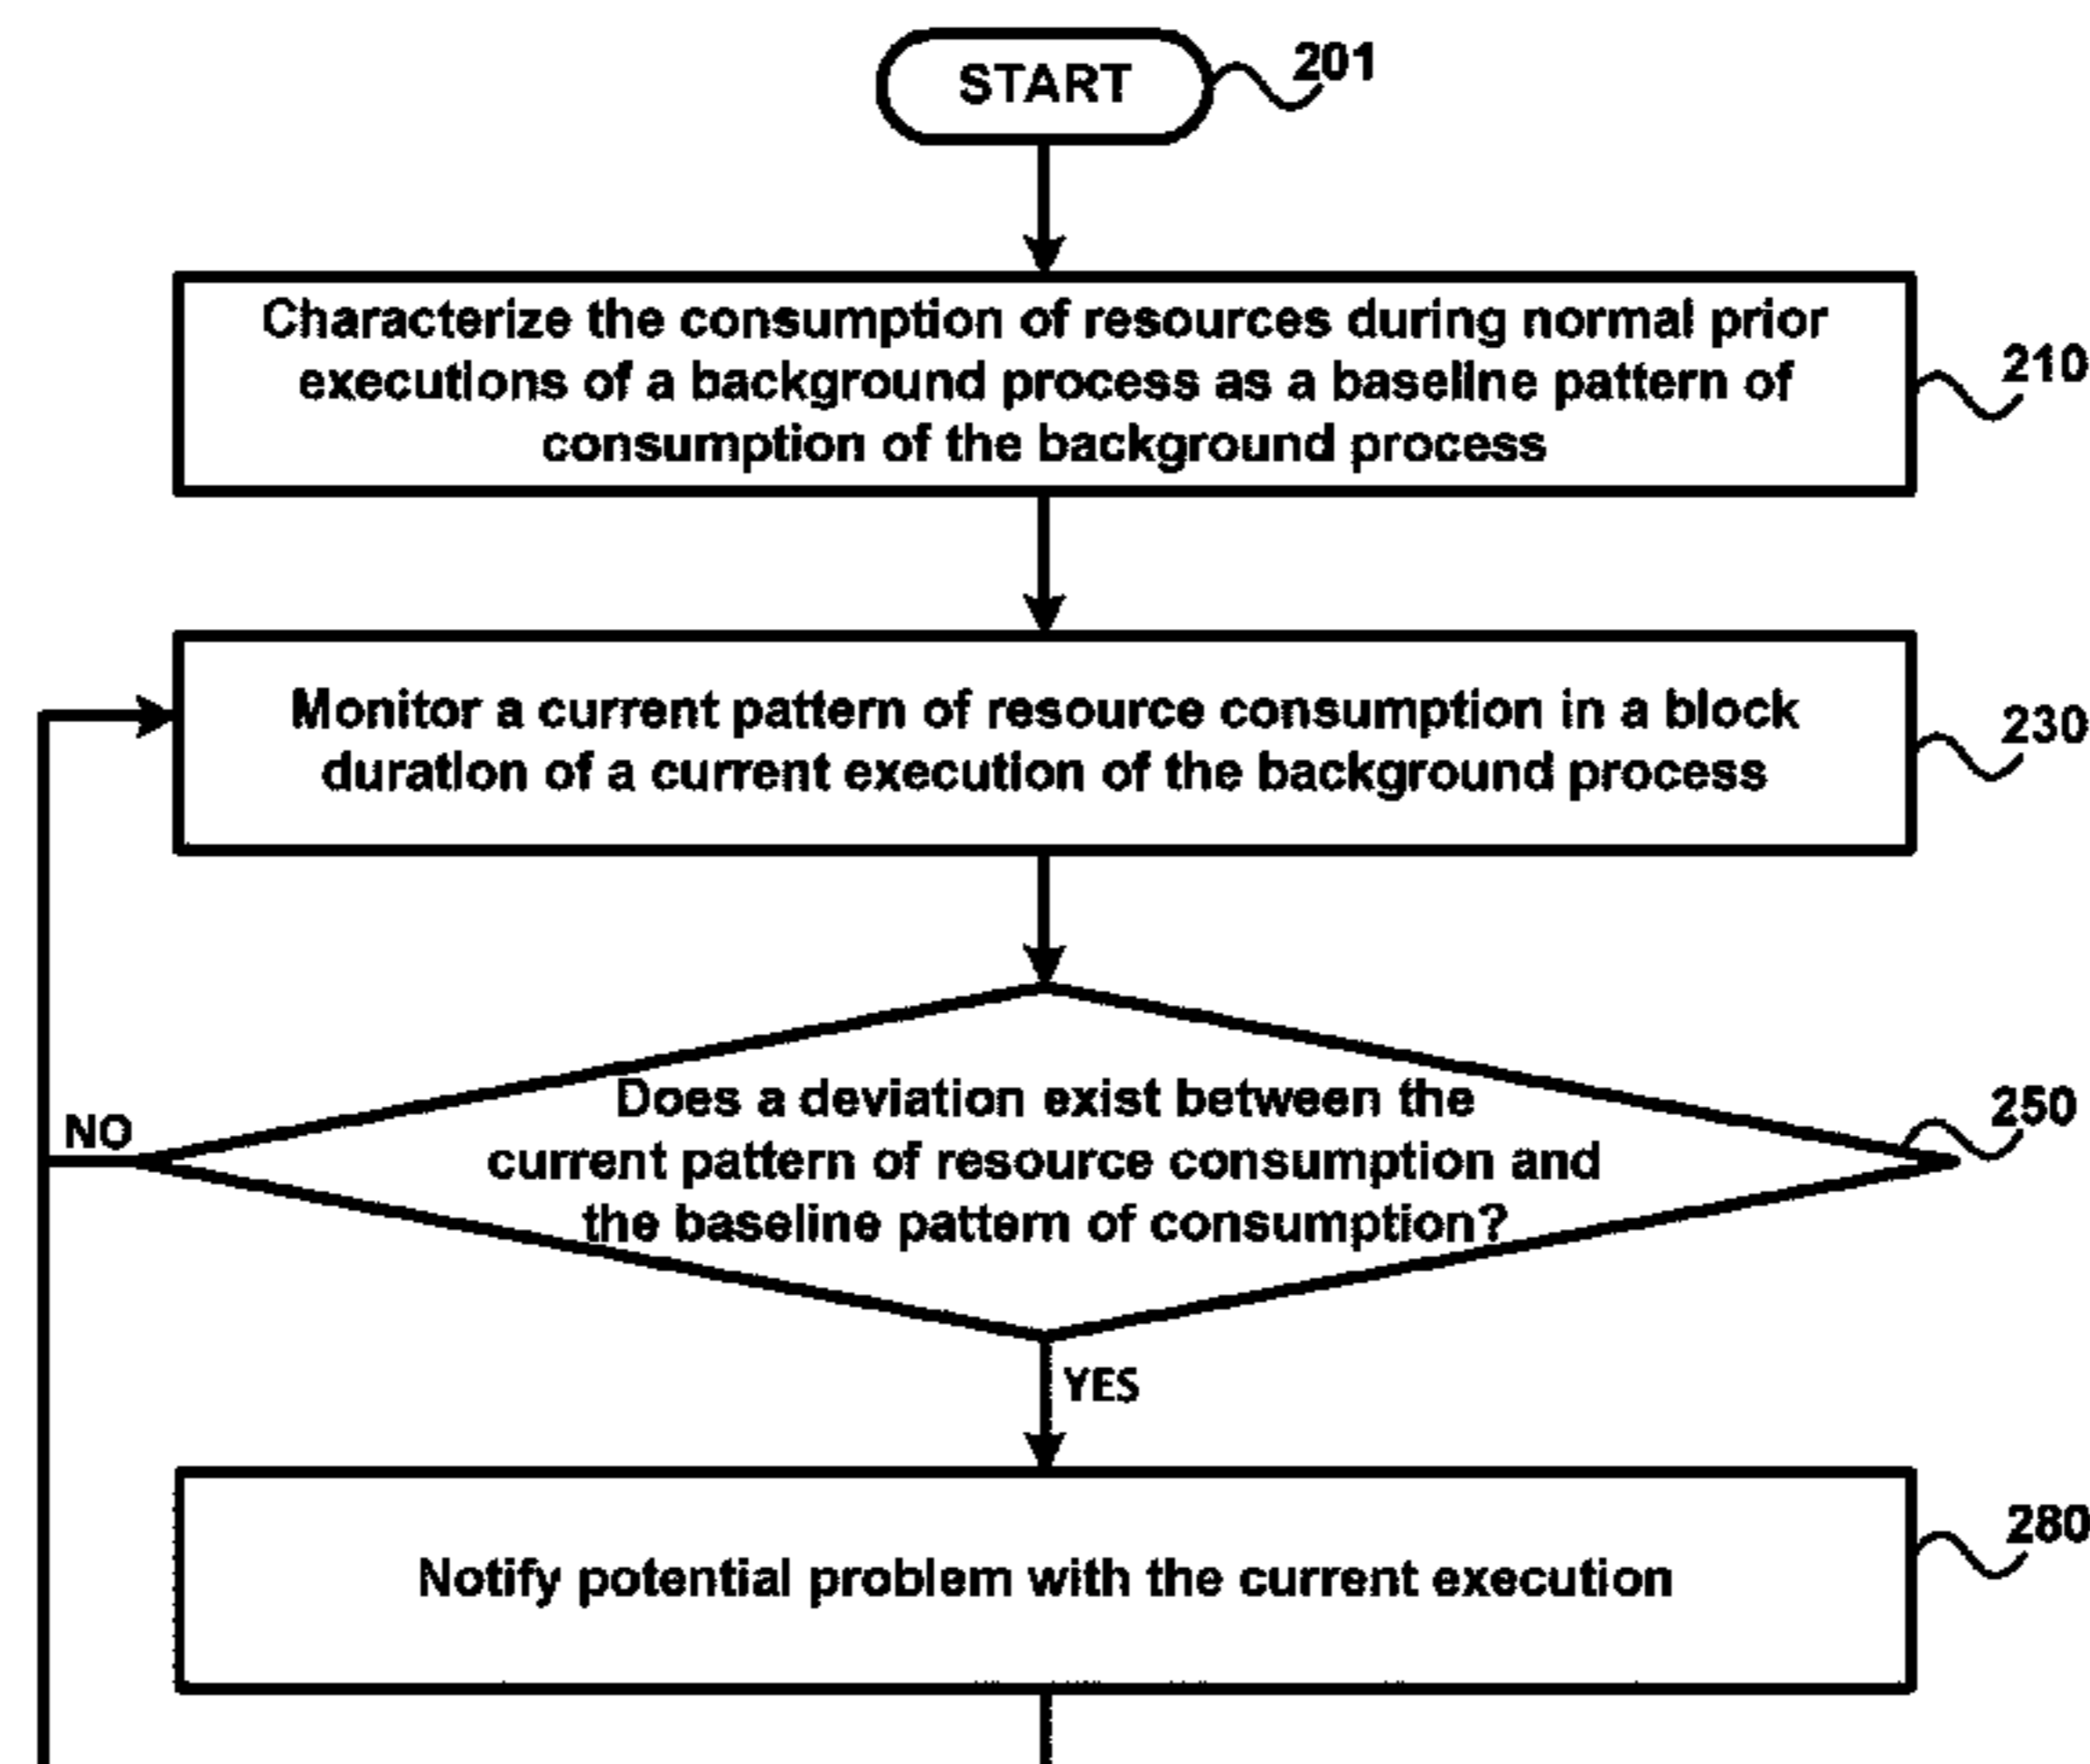 START
201
Characterize the consumption of resources during normal prior
executions of a background process as a baseline pattern of
consumption of the background process
210
Monitor a current pattern of resource consumption in a block
duration of a current execution of the background process
230
Does a deviation exist between the
current pattern of resource consumption and
the baseline pattern of consumption?
250
NO
YES
Notify potential problem with the current execution
280